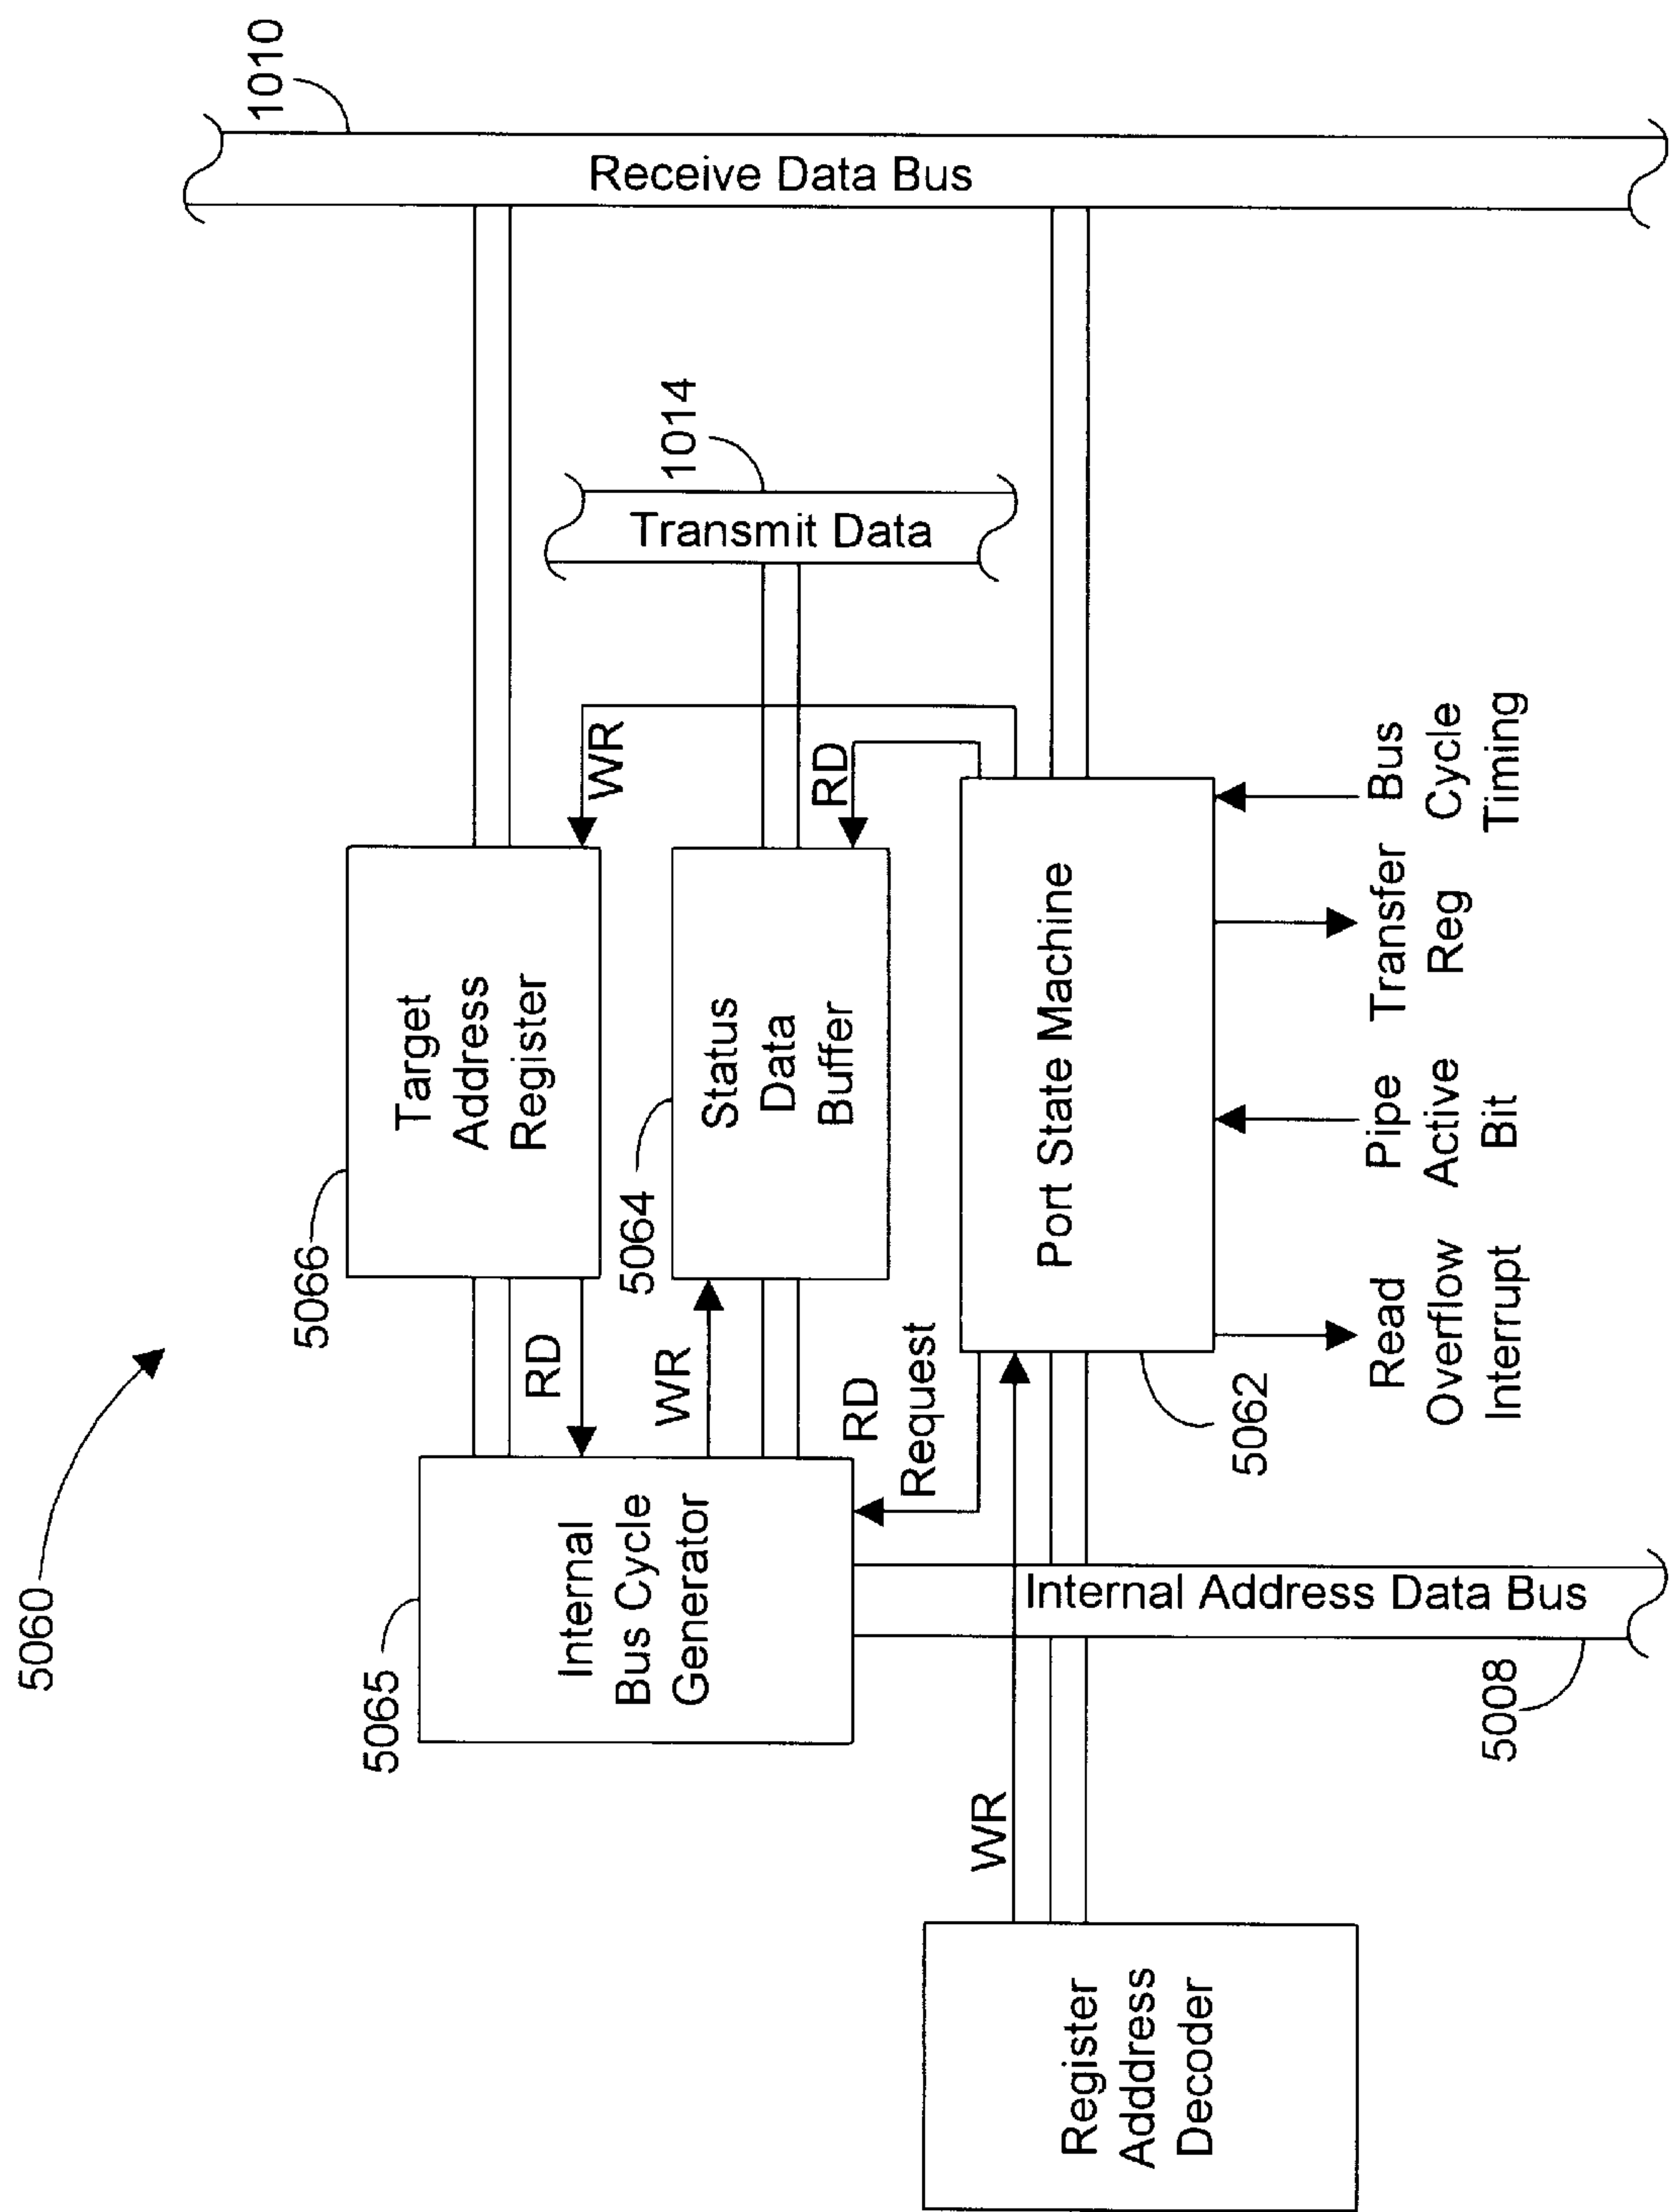 5060
1010
5066
Target
Address
Register
Receive Data Bus
5065
Internal
Bus Cycle
Generator
RD
WR
5064
Status
Data
Buffer
WR
RD
1014
Transmit Data
RD
Request
WR
Register
Adddress
Decoder
Port State Machine
Internal Address Data Bus
5062
5008
Read
Overflow
Interrupt
Pipe
Active
Bit
Transfer
Reg
Bus
Cycle
Timing